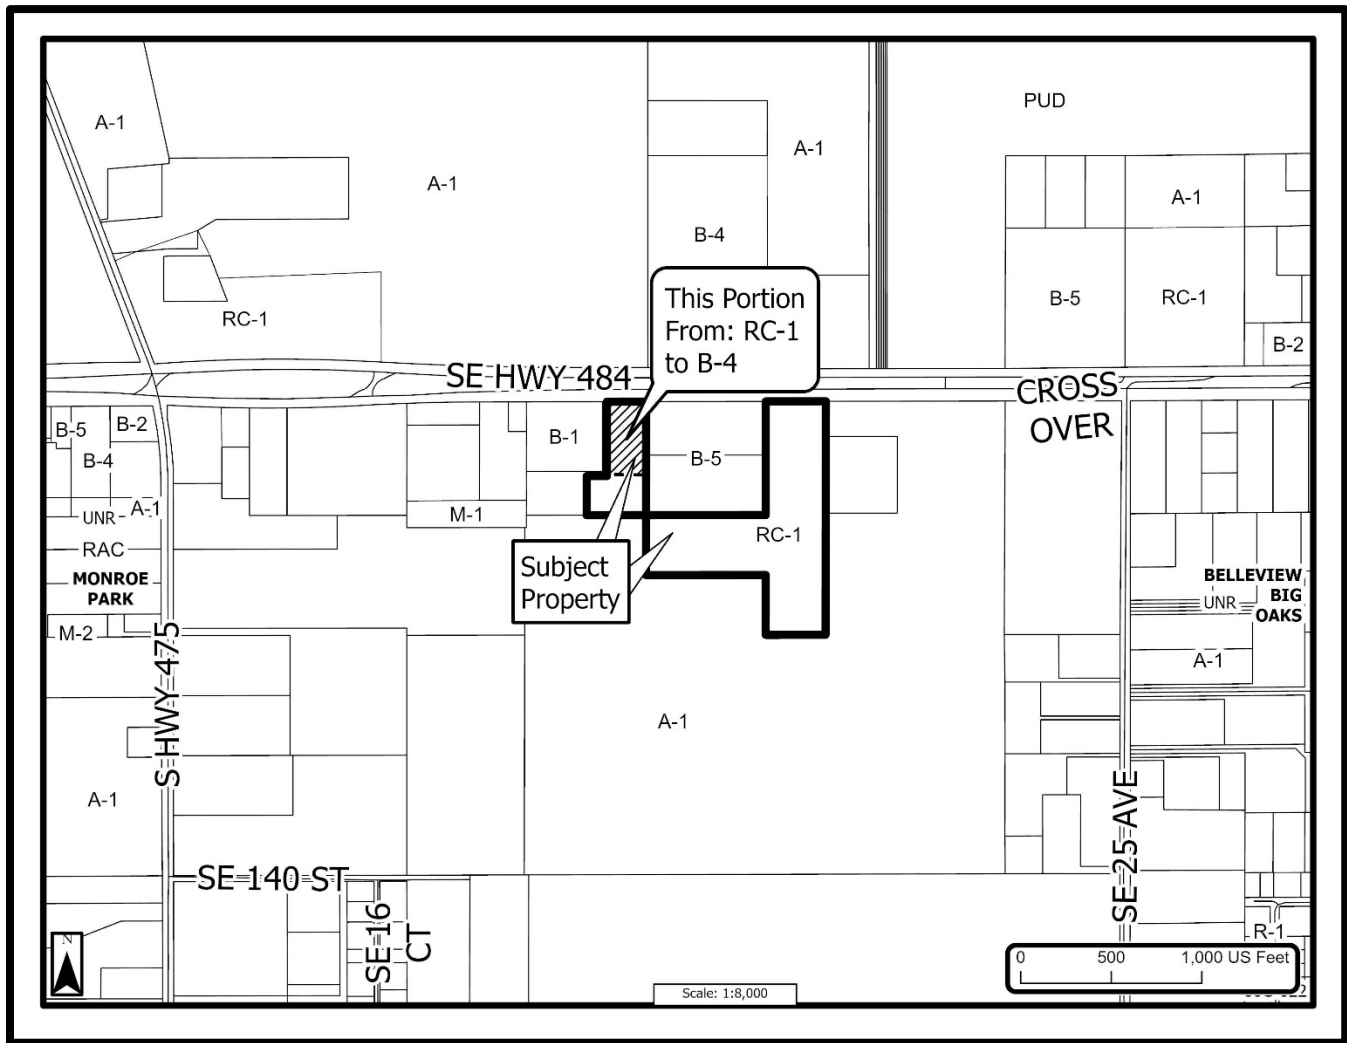 PUD
A-1
A-1
A-1
A-1
B-4
This Portion
From: RC-1
to B-4
B-5
RC-1
RC-1
B-2
SE HWY 484
CROSS
OVER
B-5
B-2
B-1
B-4
B-5
A-1
UNR
M-1
RC-1
RAC
Subject
Property
MONROE
PARK
BELLEVIEW
BIG
OAKS
UNR
M-2
A-1
S HWY 475
A-1
A-1
SE 25 AVE
SE 140 ST
SE 16
CT
R-1
N
0 500 1,000 US Feet
Scale: 1:8,000